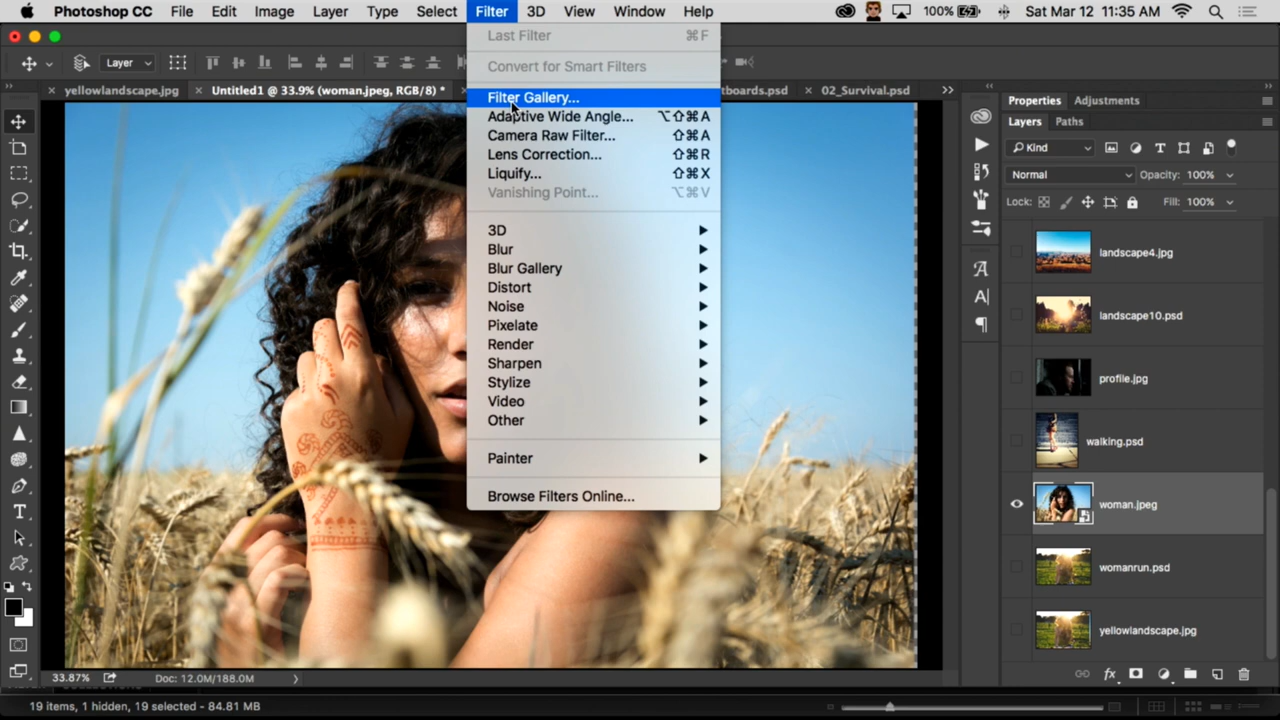 Photoshop CC File Edit Image Layer Type Select Filter 3D View Window Help 100% Sat Mar 12 11:35 AM
Layer
yellowlandscape.jpg
Untitled1 @ 33.9% (woman.jpeg, RGB/8) *
tboards.psd
02_Survival.psd
Last Filter ⌘F
Convert for Smart Filters
Filter Gallery...
Adaptive Wide Angle... ⌥⇧⌘A
Camera Raw Filter... ⇧⌘A
Lens Correction... ⇧⌘R
Liquify... ⇧⌘X
Vanishing Point... ⌥⌘V
3D
Blur
Blur Gallery
Distort
Noise
Pixelate
Render
Sharpen
Stylize
Video
Other
Painter
Browse Filters Online...
Properties Adjustments
Layers Paths
Kind
Normal Opacity: 100%
Lock: Fill: 100%
landscape4.jpg
landscape10.psd
profile.jpg
walking.psd
woman.jpeg
womanrun.psd
yellowlandscape.jpg
33.87% Doc: 12.0M/188.0M
19 items, 1 hidden, 19 selected - 84.81 MB